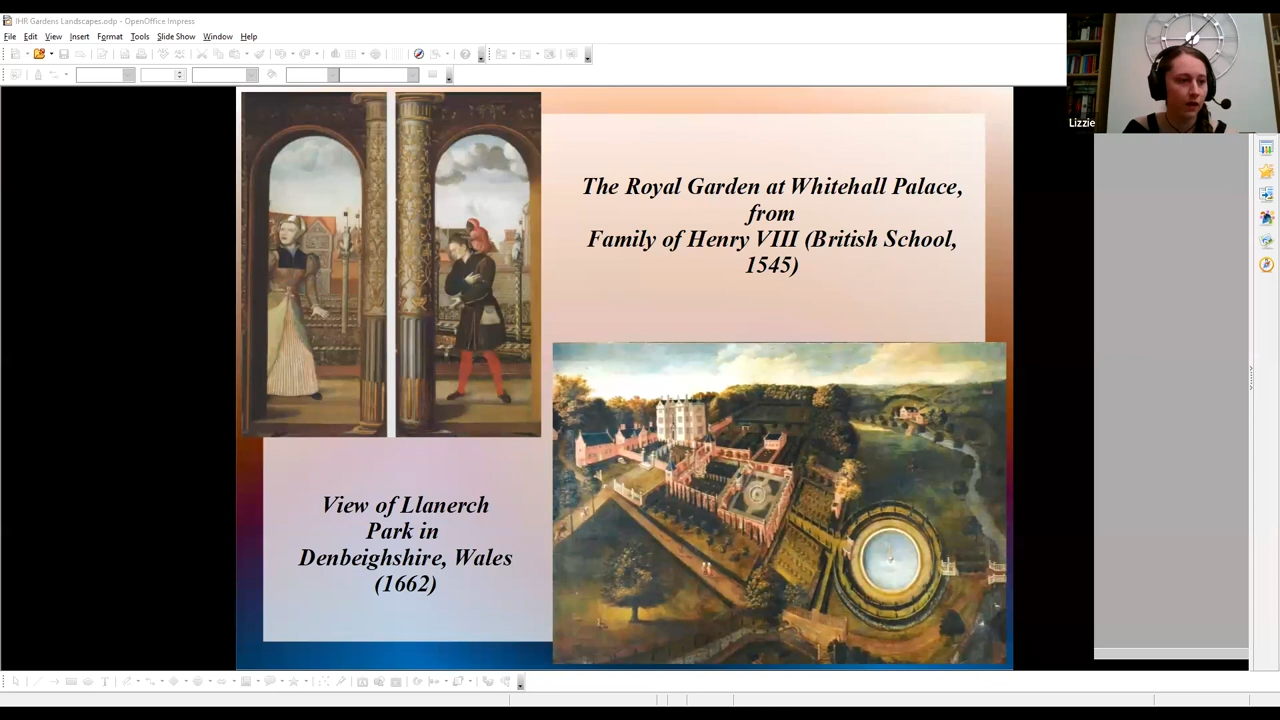 IHR Gardens Landscapes.odp - OpenOffice Impress
File Edit View Insert Format Tools Slide Show Window Help
Lizzie
The Royal Garden at Whitehall Palace,
from
Family of Henry VIII (British School,
1545)
View of Llanerch
Park in
Denbeighshire, Wales
(1662)